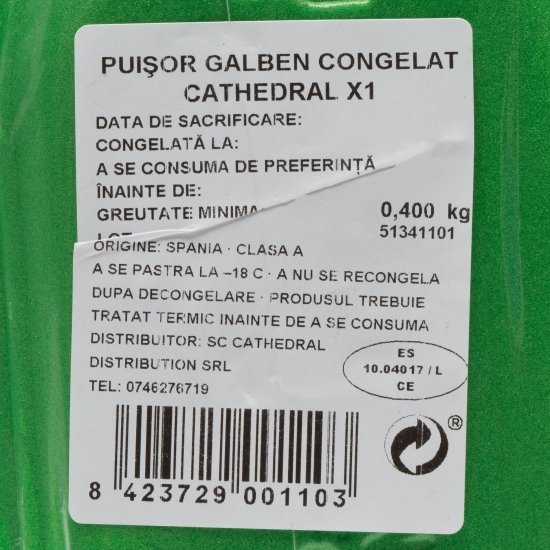 PUIŞOR GALBEN CONGELAT
CATHEDRAL X1
DATA DE SACRIFICARE:
CONGELATĂ LA:
A SE CONSUMA DE PREFERINȚĂ
ÎNAINTE DE:
GREUTATE MINIMA 0,400 kg
51341101
ORIGINE: SPANIA · CLASA A
A SE PASTRA LA –18 C · A NU SE RECONGELA
DUPA DECONGELARE · PRODUSUL TREBUIE
TRATAT TERMIC INAINTE DE A SE CONSUMA
DISTRIBUITOR: SC CATHEDRAL
DISTRIBUTION SRL
TEL: 0746276719
ES
10.04017 / L
CE
®
8 423729 001103